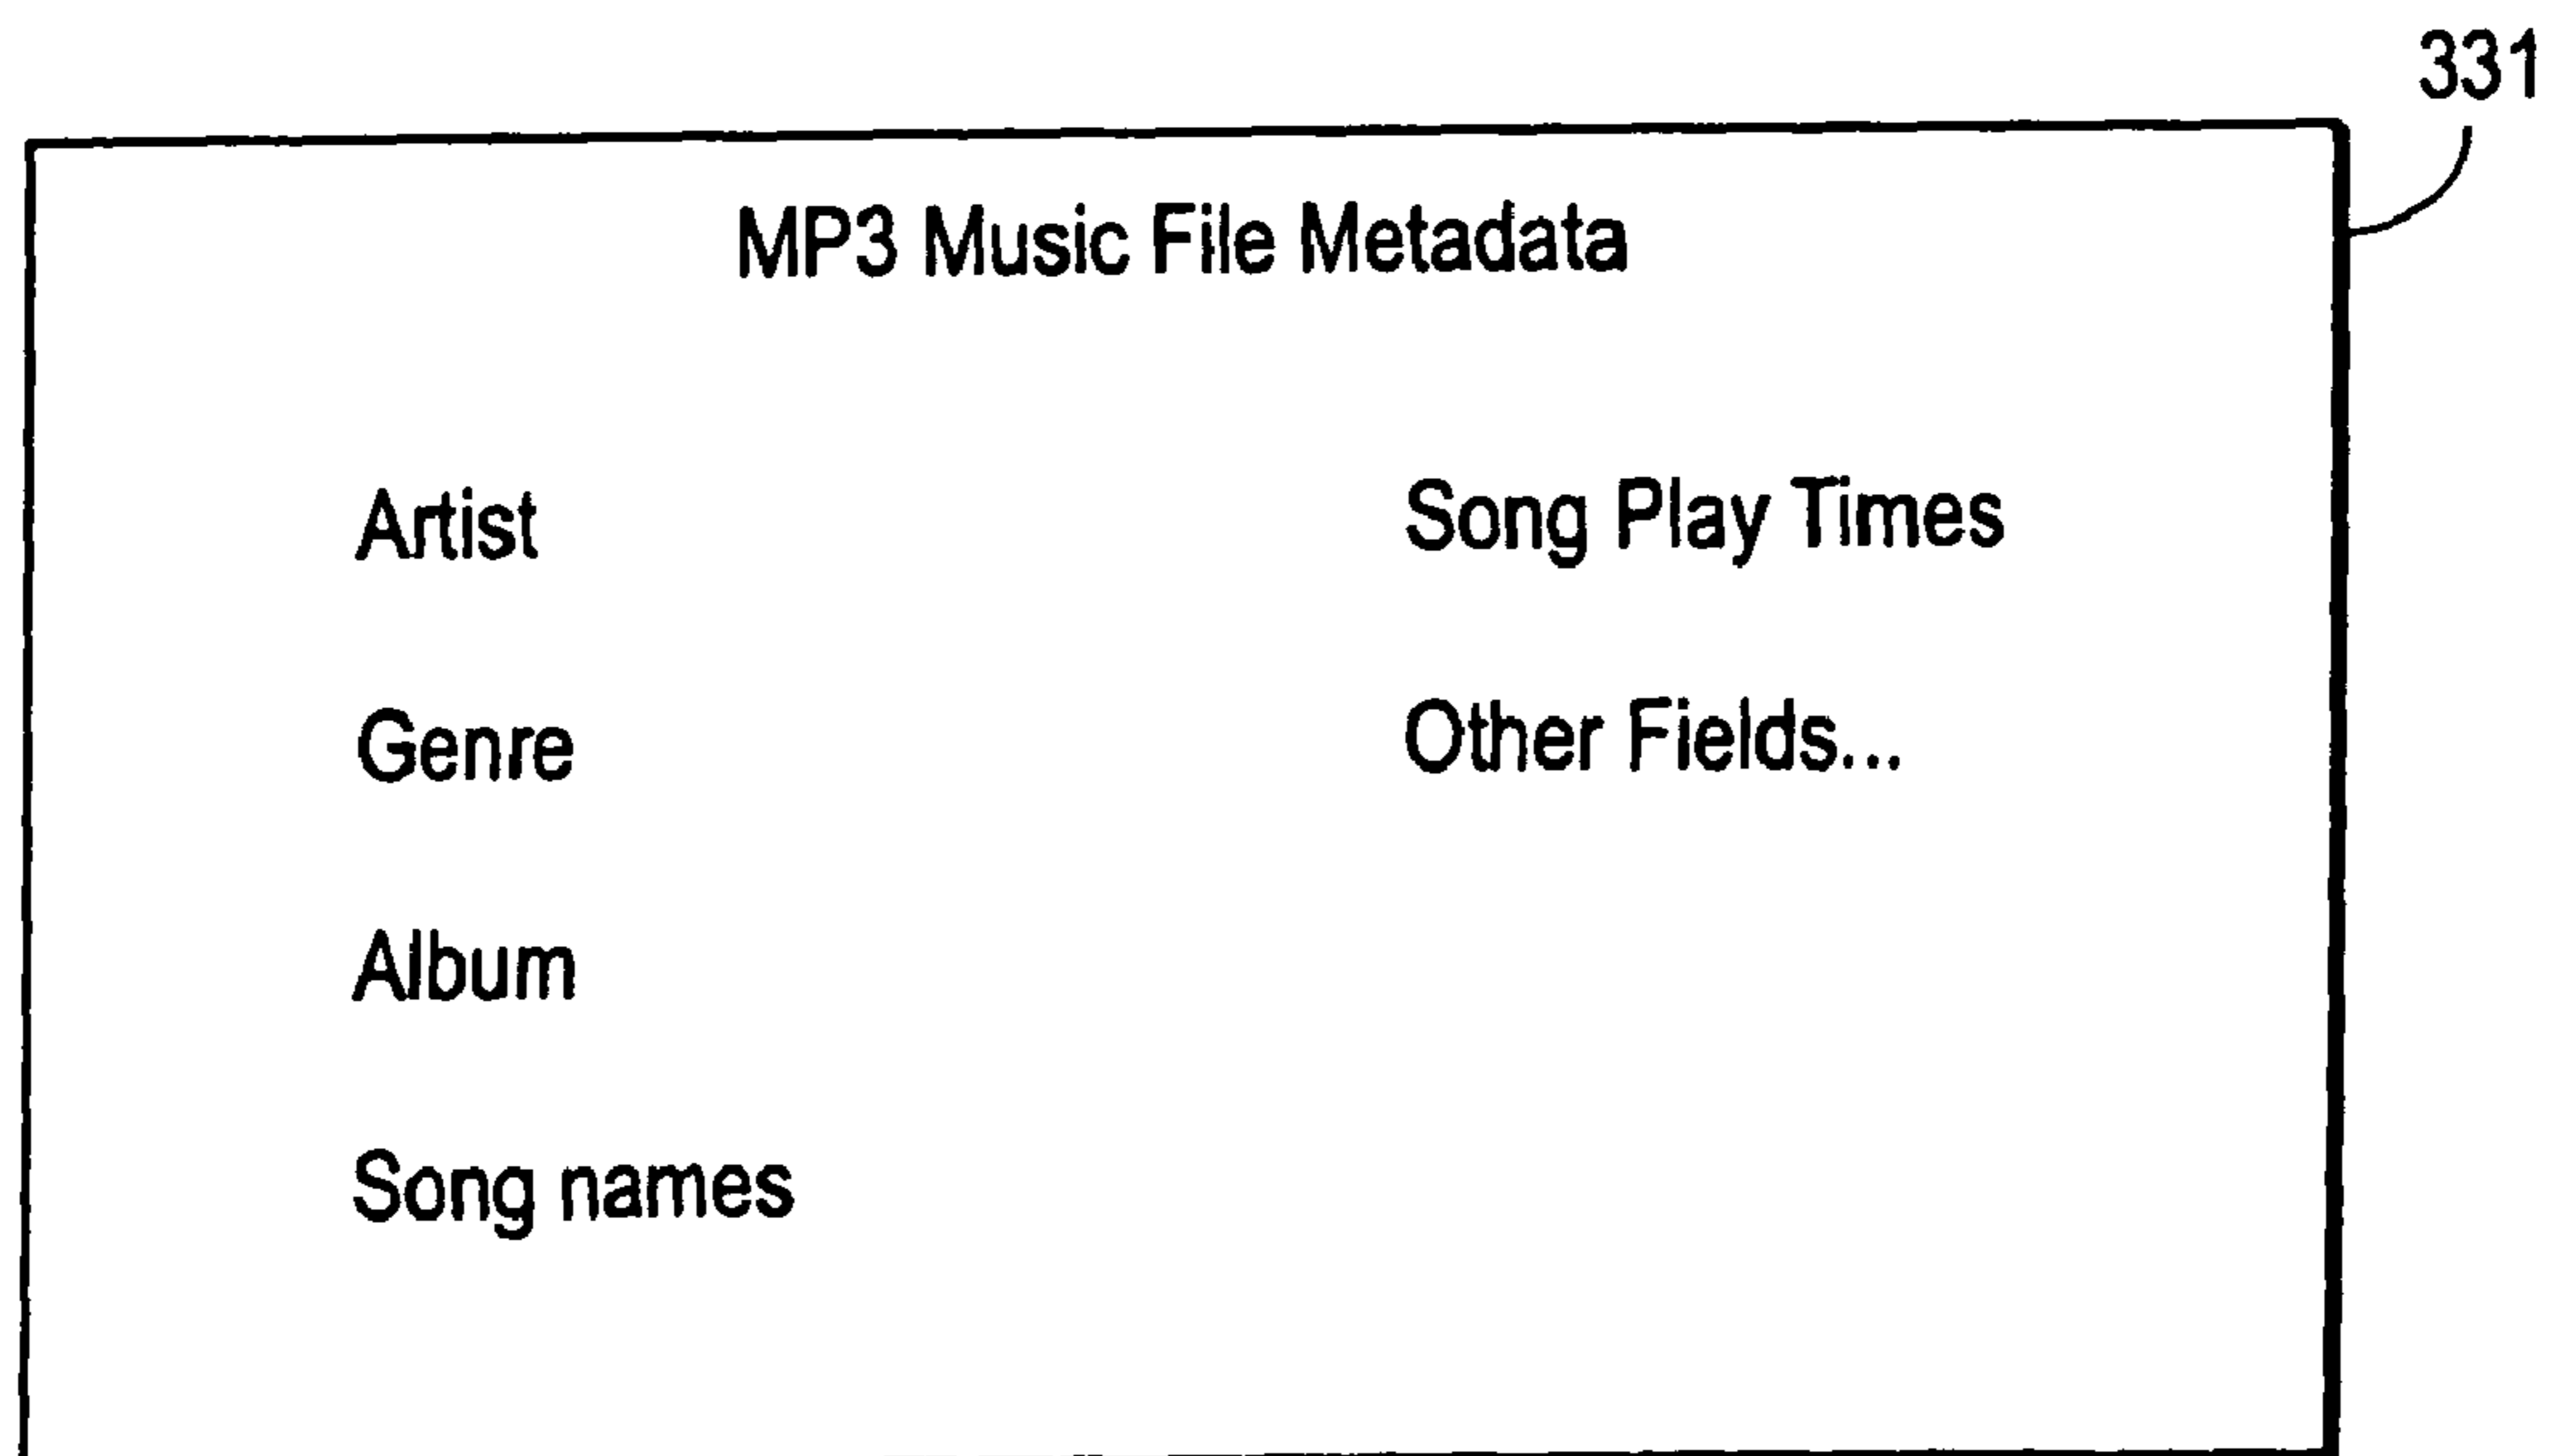 331
MP3 Music File Metadata
Artist
Genre
Album
Song names
Song Play Times
Other Fields...